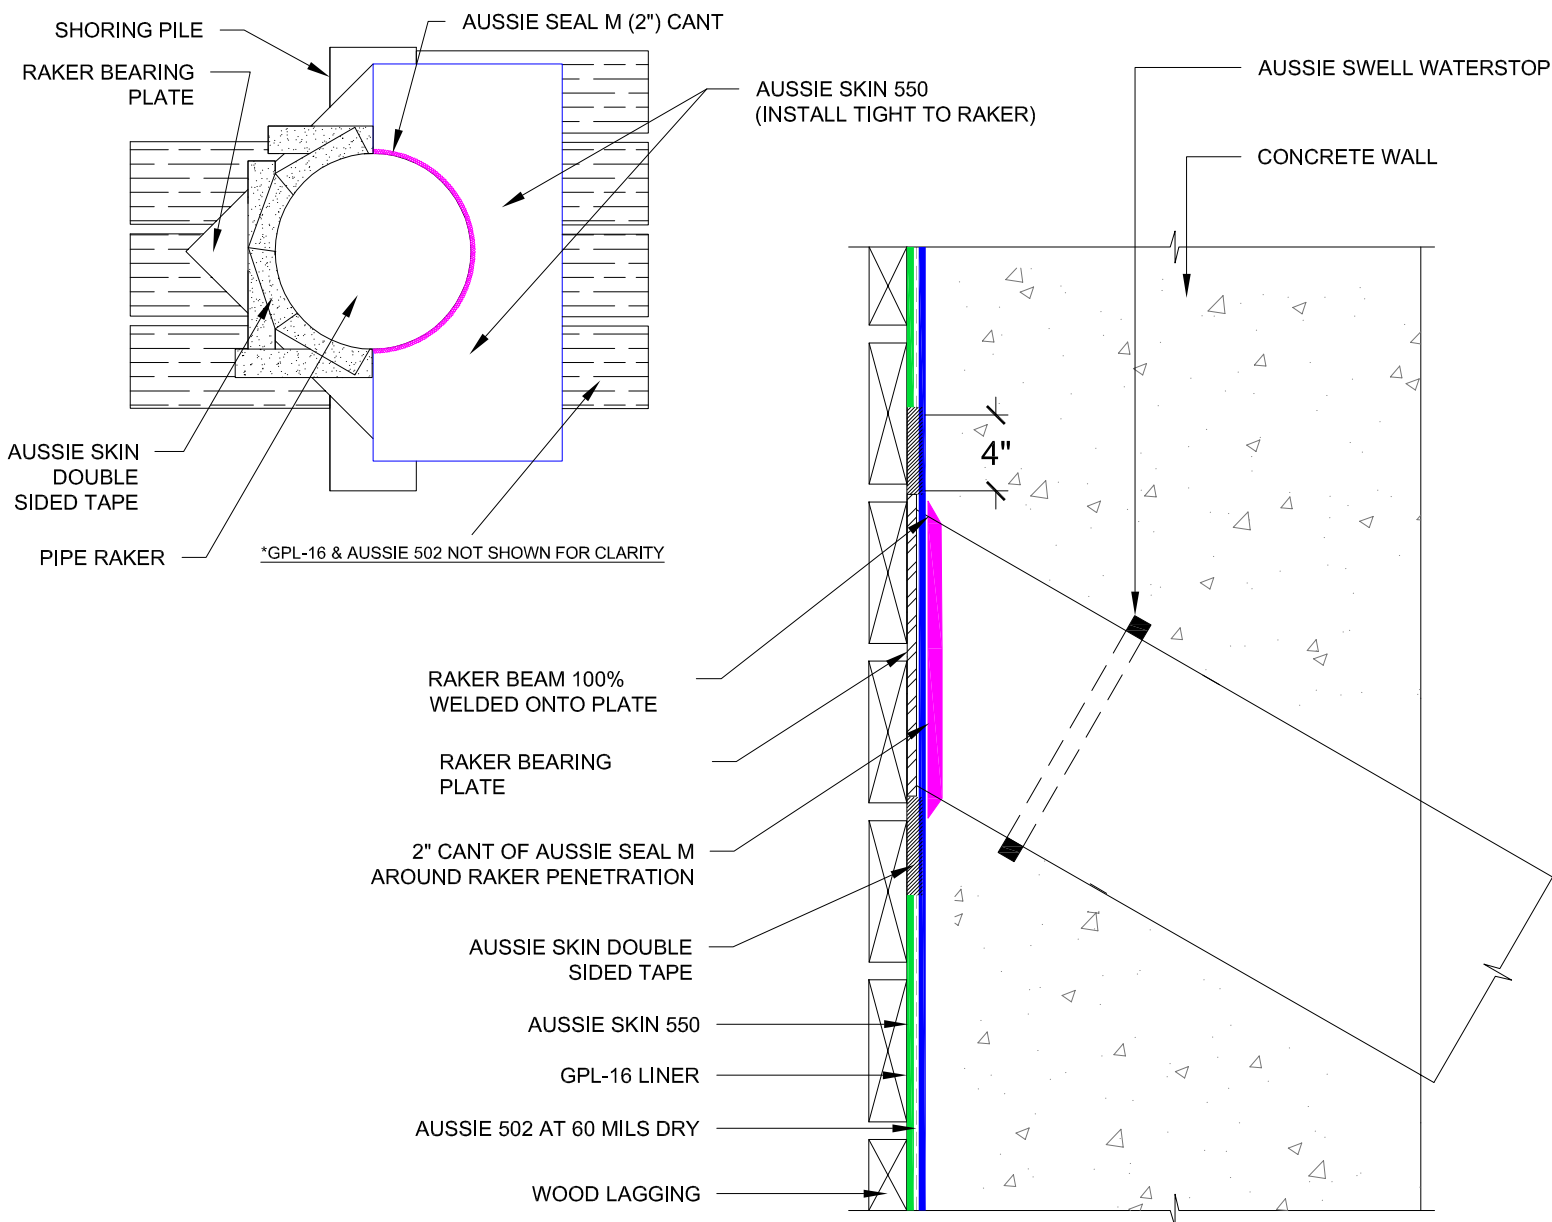 SHORING PILE
AUSSIE SEAL M (2") CANT
RAKER BEARING
PLATE
AUSSIE SKIN 550
(INSTALL TIGHT TO RAKER)
AUSSIE SWELL WATERSTOP
CONCRETE WALL
AUSSIE SKIN
DOUBLE
SIDED TAPE
PIPE RAKER
*GPL-16 & AUSSIE 502 NOT SHOWN FOR CLARITY
4"
RAKER BEAM 100%
WELDED ONTO PLATE
RAKER BEARING
PLATE
2" CANT OF AUSSIE SEAL M
AROUND RAKER PENETRATION
AUSSIE SKIN DOUBLE
SIDED TAPE
AUSSIE SKIN 550
GPL-16 LINER
AUSSIE 502 AT 60 MILS DRY
WOOD LAGGING